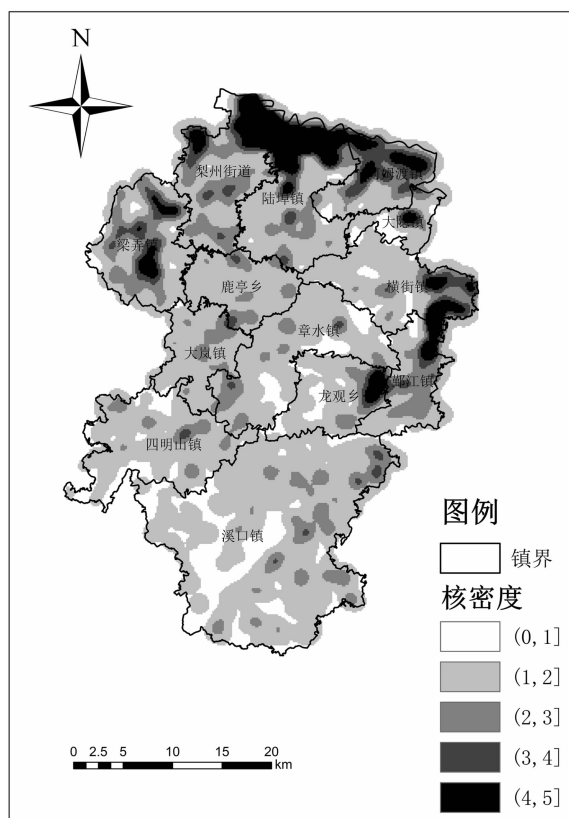 N
梨州街道
陆埠镇
姆渡镇
大隐镇
梁弄镇
鹿亭乡
横街镇
章水镇
大岚镇
龙观乡
鄞江镇
四明山镇
溪口镇
图例
镇界
核密度
(0,1]
(1,2]
(2,3]
(3,4]
(4,5]
0 2.5 5 10 15 20
km